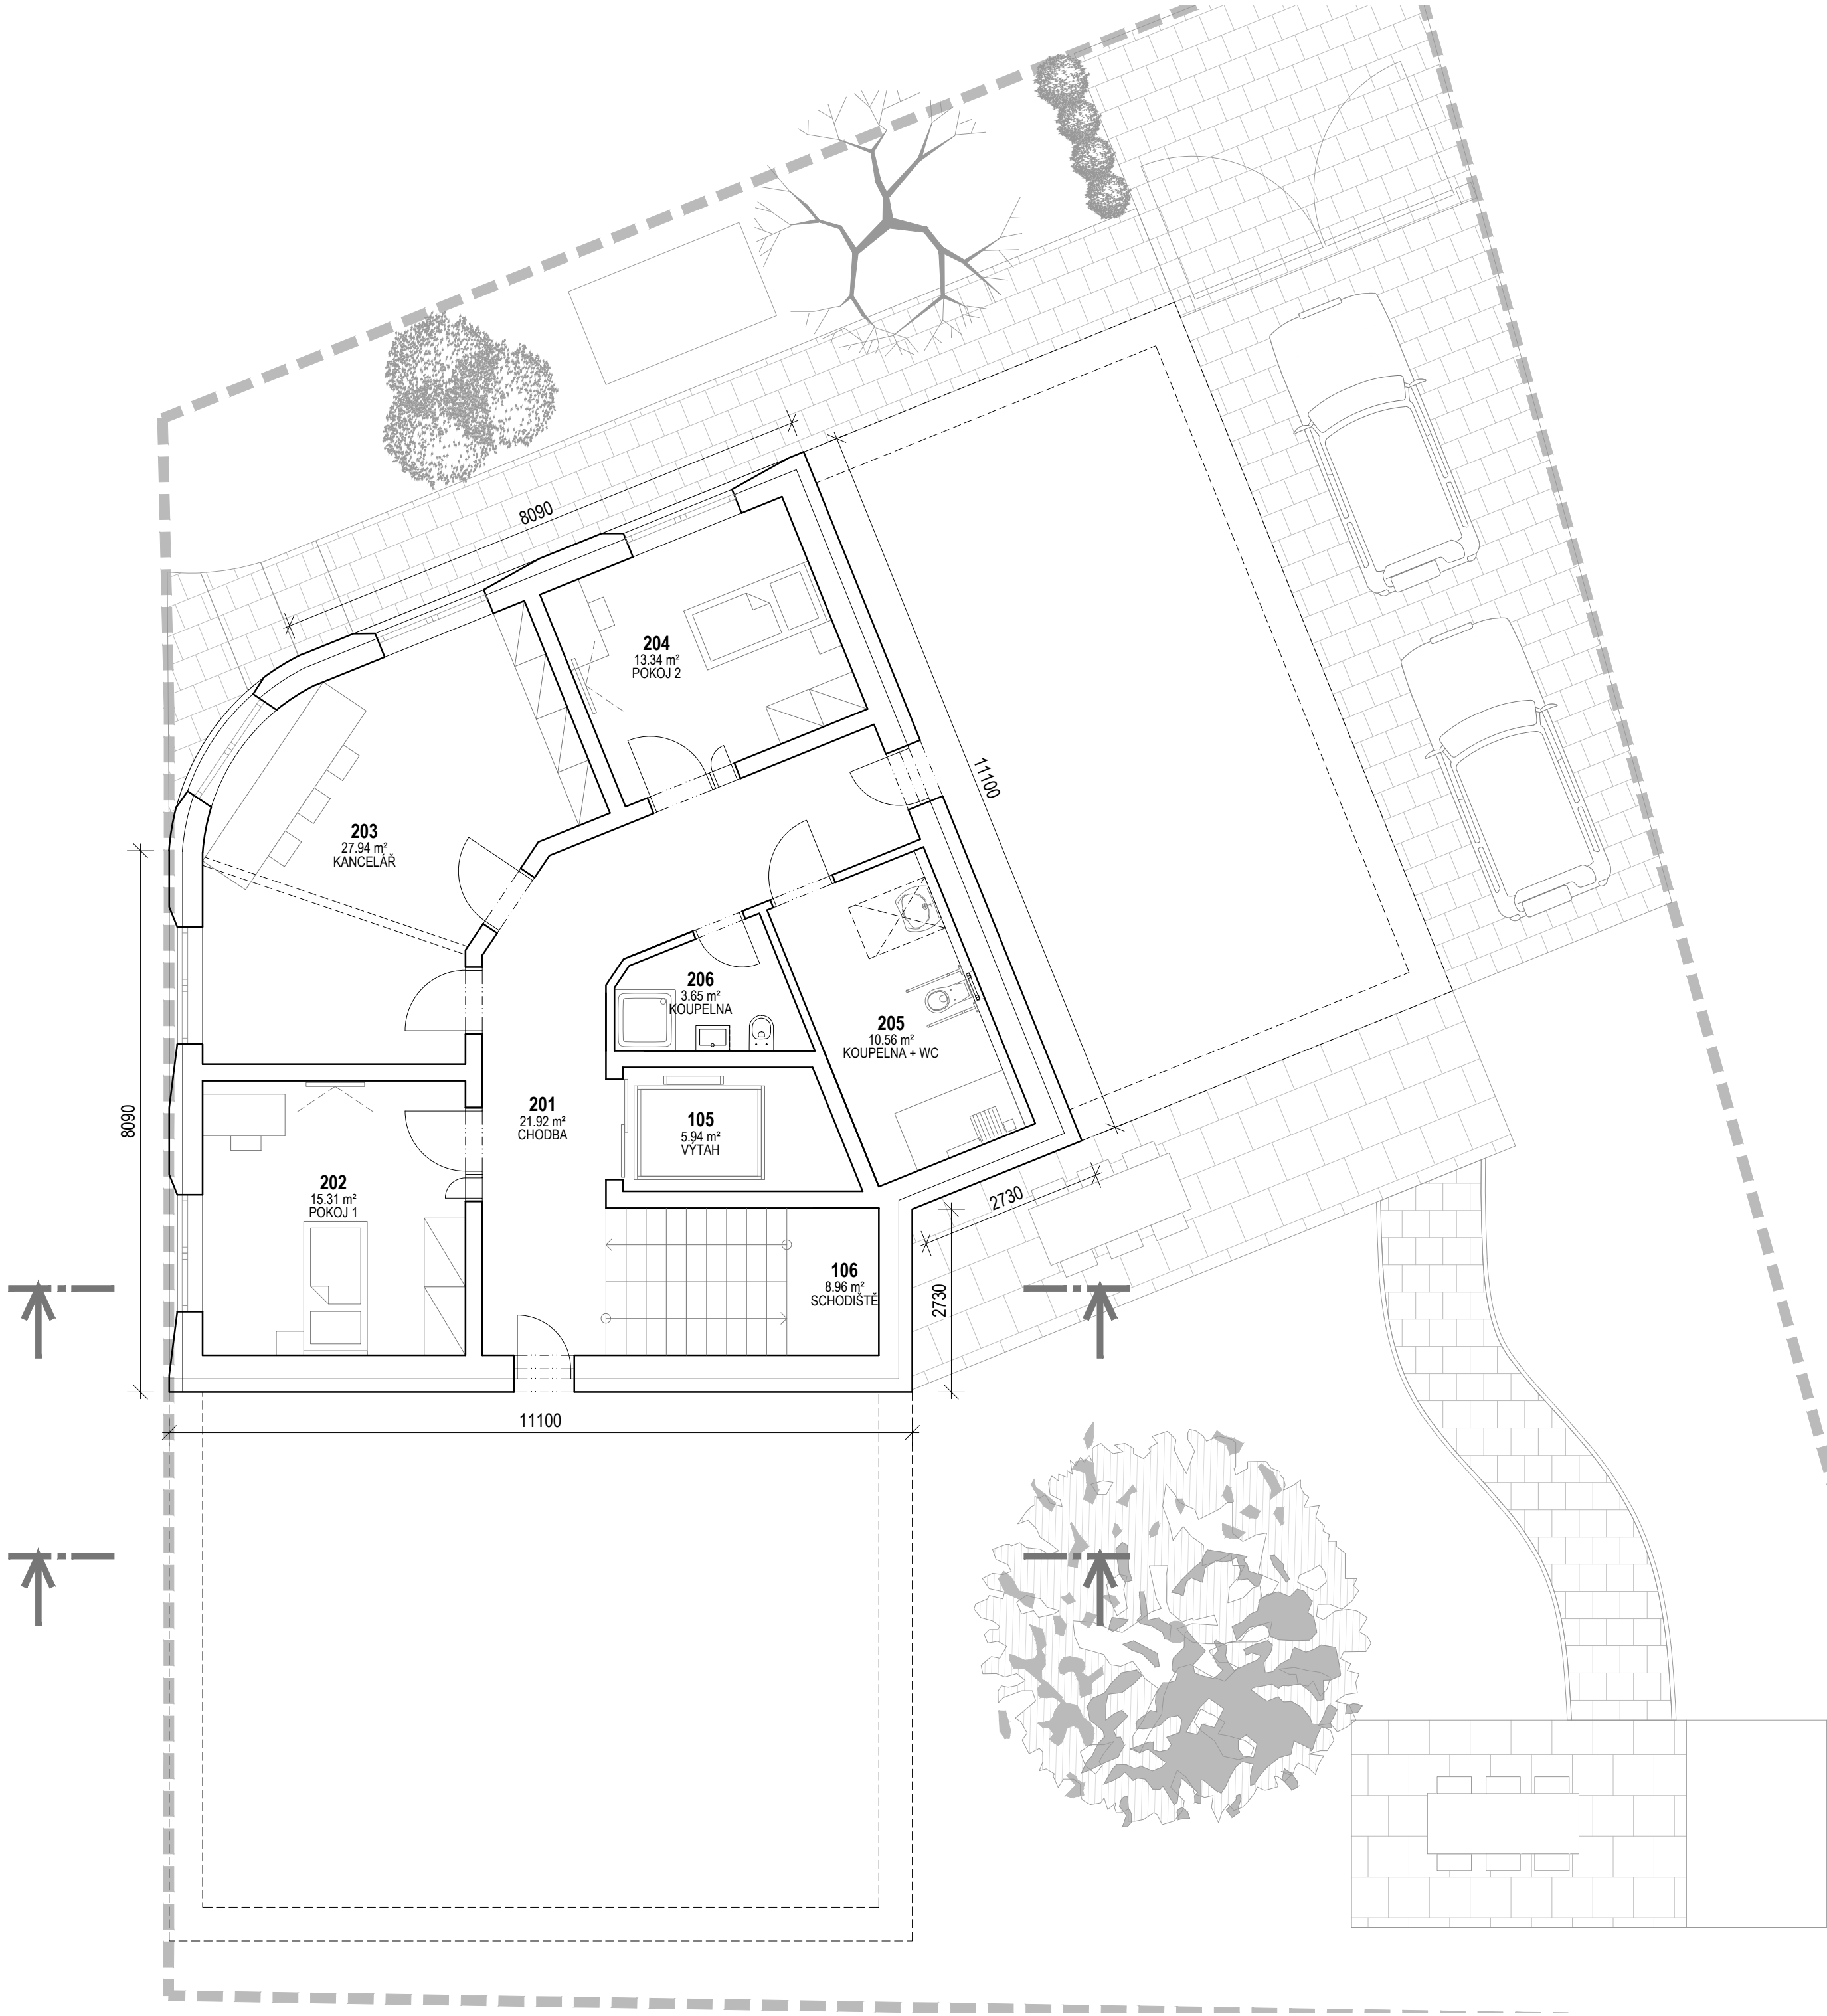 8090
204
13.34 m²
POKOJ 2
11100
203
27.94 m²
KANCELÁŘ
206
3.65 m²
KOUPELNA
205
10.56 m²
KOUPELNA + WC
8090
201
21.92 m²
CHODBA
105
5.94 m²
VÝTAH
202
15.31 m²
POKOJ 1
2730
106
8.96 m²
SCHODIŠTĚ
2730
11100